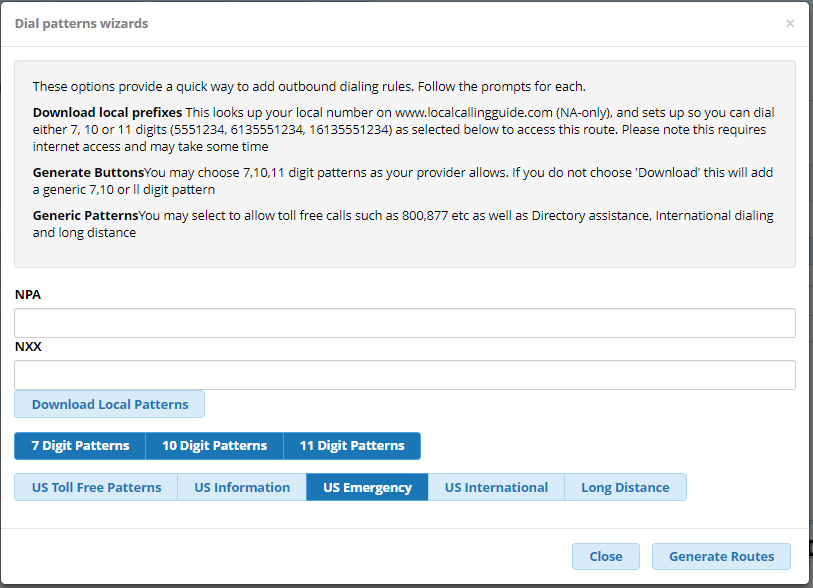 Dial patterns wizards
×
These options provide a quick way to add outbound dialing rules. Follow the prompts for each.
Download local prefixes This looks up your local number on www.localcallingguide.com (NA-only), and sets up so you can dial
either 7, 10 or 11 digits (5551234, 6135551234, 16135551234) as selected below to access this route. Please note this requires
internet access and may take some time
Generate ButtonsYou may choose 7,10,11 digit patterns as your provider allows. If you do not choose 'Download' this will add
a generic 7,10 or ll digit pattern
Generic PatternsYou may select to allow toll free calls such as 800,877 etc as well as Directory assistance, International dialing
and long distance
NPA
NXX
Download Local Patterns
7 Digit Patterns 10 Digit Patterns 11 Digit Patterns
US Toll Free Patterns US Information US Emergency US International Long Distance
Close Generate Routes